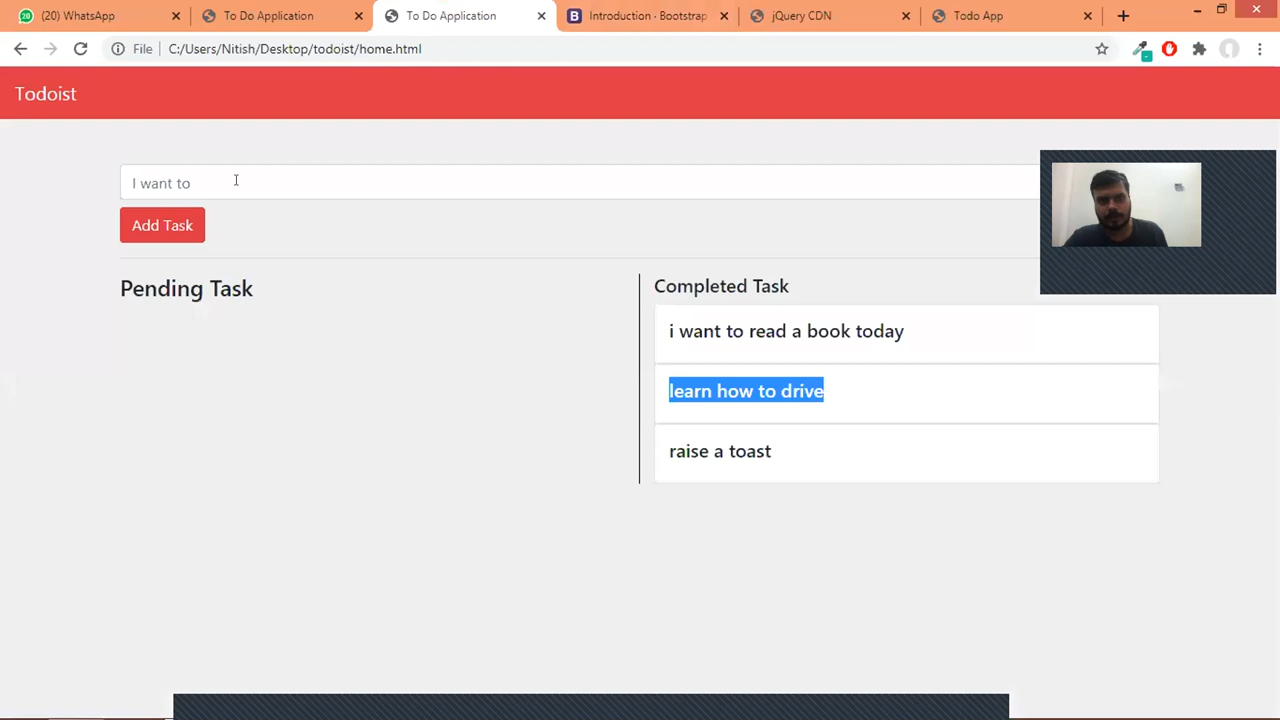 20
(20) WhatsApp
To Do Application
To Do Application
B
Introduction · Bootstrap
jQuery CDN
Todo App
File
C:/Users/Nitish/Desktop/todoist/home.html
Todoist
I want to
Add Task
Pending Task
Completed Task
i want to read a book today
learn how to drive
raise a toast